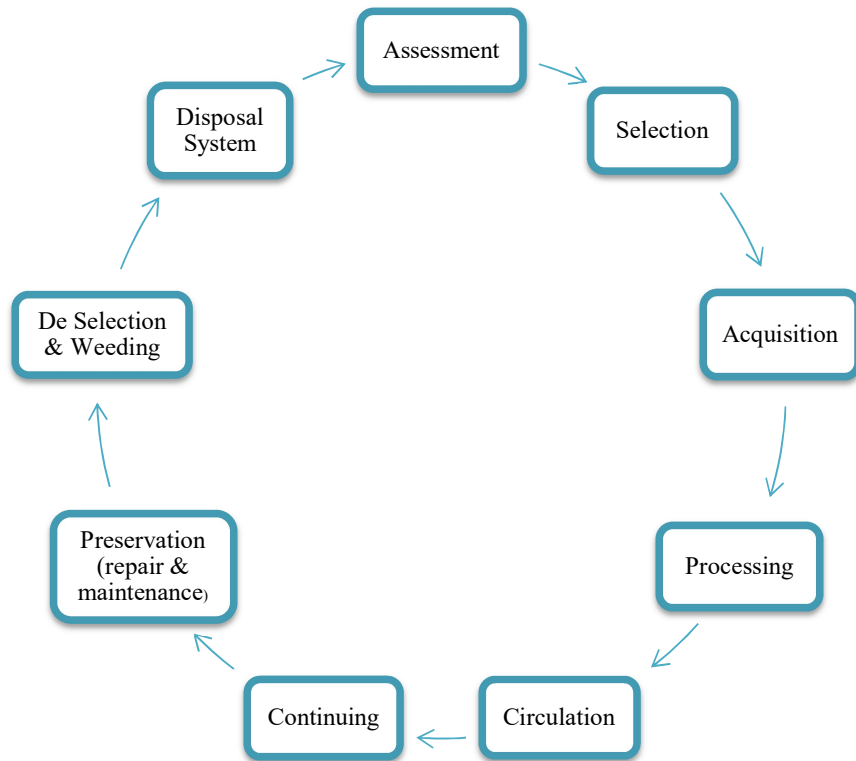 Assessment
Selection
Acquisition
Processing
Circulation
Continuing
Preservation
(repair &
maintenance)
De Selection
& Weeding
Disposal
System